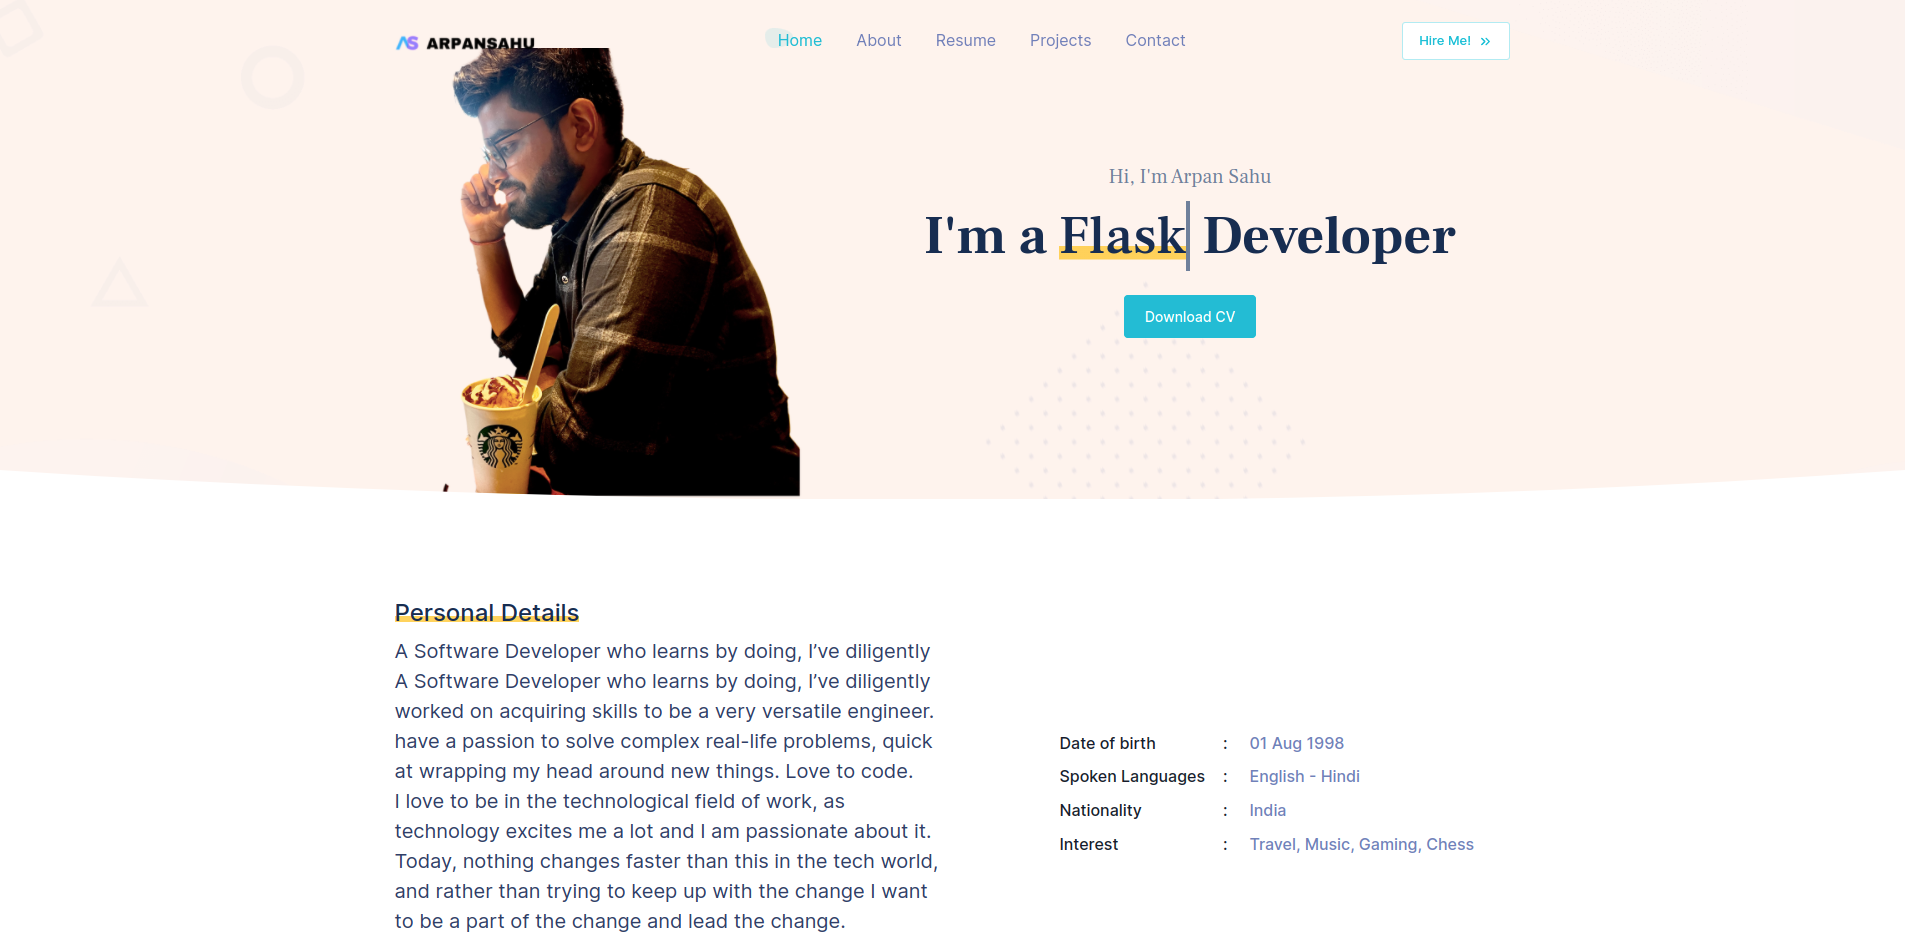 ARPANSAHU
Home About Resume Projects Contact
Hire Me! »
Hi, I'm Arpan Sahu
I'm a Flask Developer
Download CV
Personal Details
A Software Developer who learns by doing, I’ve diligently
A Software Developer who learns by doing, I’ve diligently
worked on acquiring skills to be a very versatile engineer.
have a passion to solve complex real-life problems, quick
at wrapping my head around new things. Love to code.
I love to be in the technological field of work, as
technology excites me a lot and I am passionate about it.
Today, nothing changes faster than this in the tech world,
and rather than trying to keep up with the change I want
to be a part of the change and lead the change.
Date of birth : 01 Aug 1998
Spoken Languages : English - Hindi
Nationality : India
Interest : Travel, Music, Gaming, Chess